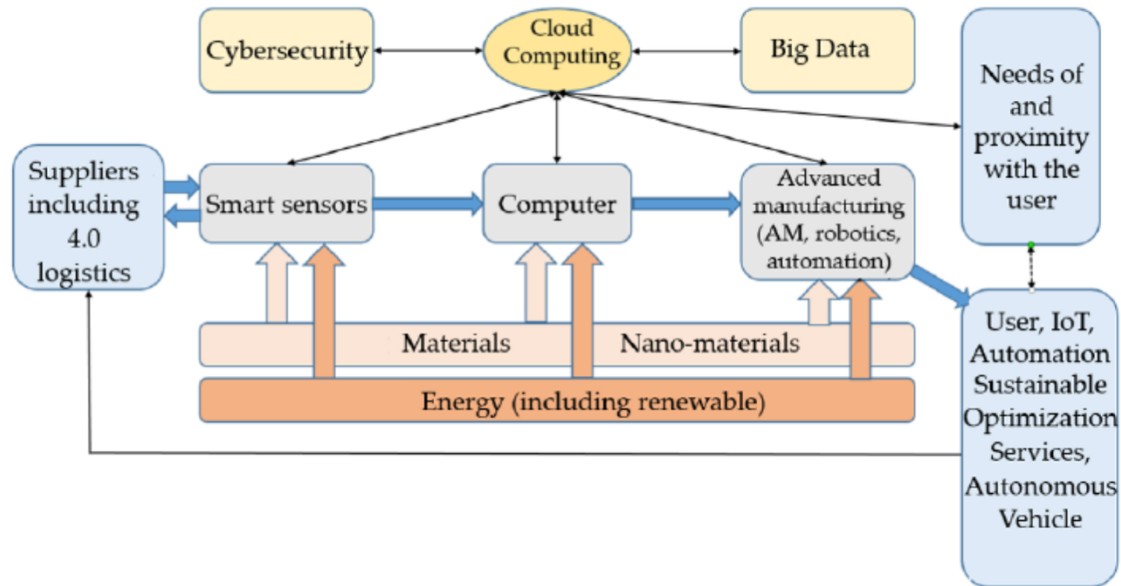 Cybersecurity
Cloud
Computing
Big Data
Needs of
and
proximity
with the
user
Suppliers
including
4.0
logistics
Smart sensors
Computer
Advanced
manufacturing
(AM, robotics,
automation)
Materials
Nano-materials
Energy (including renewable)
User, IoT,
Automation
Sustainable
Optimization
Services,
Autonomous
Vehicle